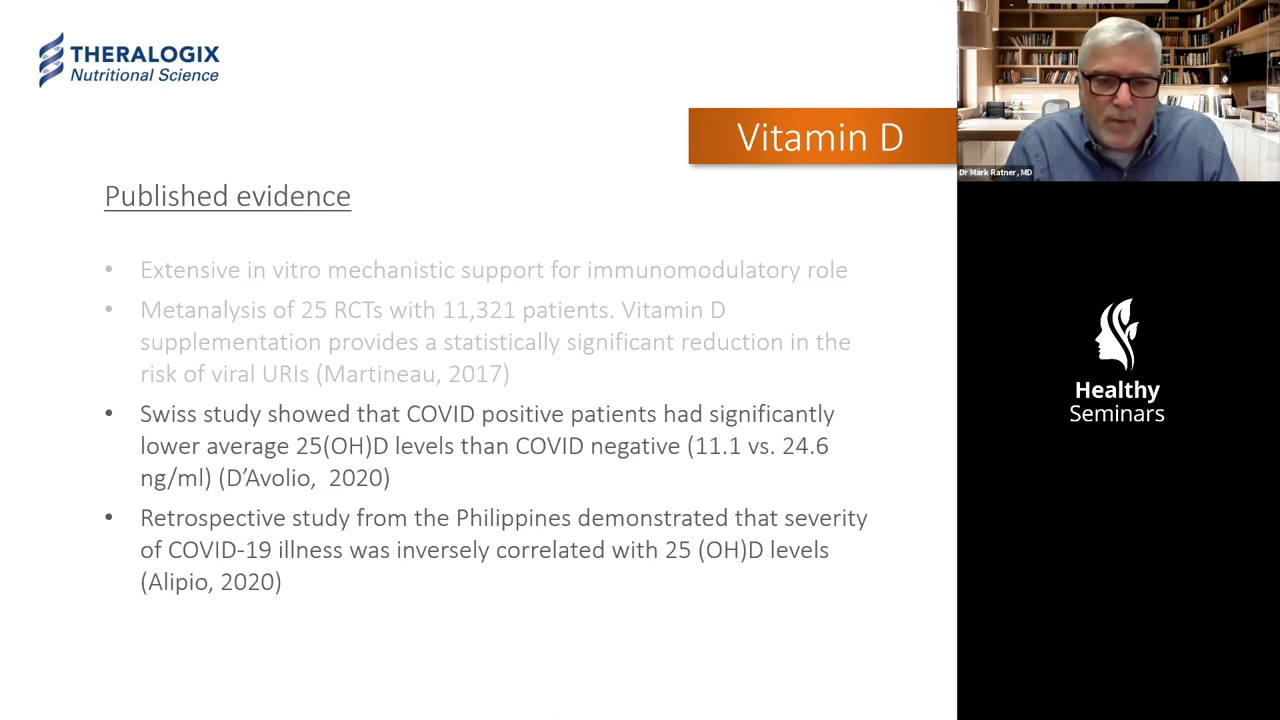 THERALOGIX
Nutritional Science
Vitamin D
Dr Mark Ratner, MD
Published evidence
• Extensive in vitro mechanistic support for immunomodulatory role
• Metanalysis of 25 RCTs with 11,321 patients. Vitamin D
supplementation provides a statistically significant reduction in the
risk of viral URIs (Martineau, 2017)
• Swiss study showed that COVID positive patients had significantly
lower average 25(OH)D levels than COVID negative (11.1 vs. 24.6
ng/ml) (D’Avolio,  2020)
• Retrospective study from the Philippines demonstrated that severity
of COVID-19 illness was inversely correlated with 25 (OH)D levels
(Alipio, 2020)
Healthy
Seminars